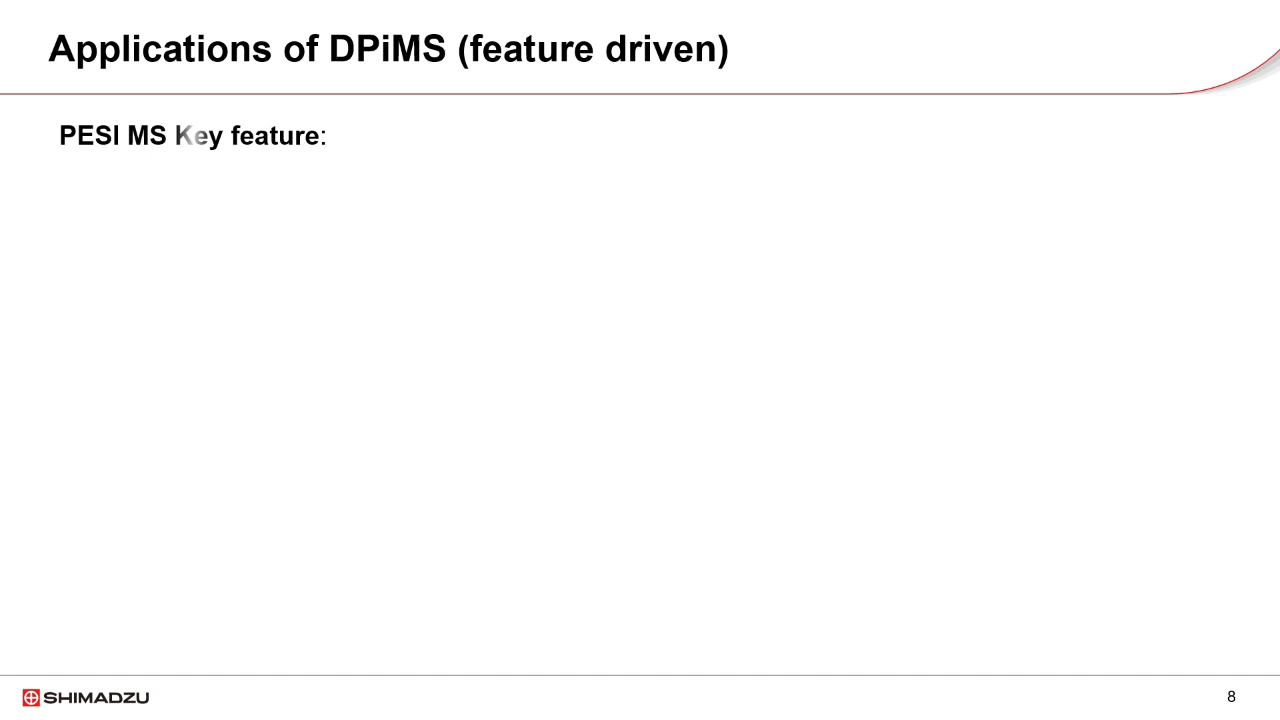 Applications of DPiMS (feature driven)
PESI MS Key feature:
SHIMADZU
8